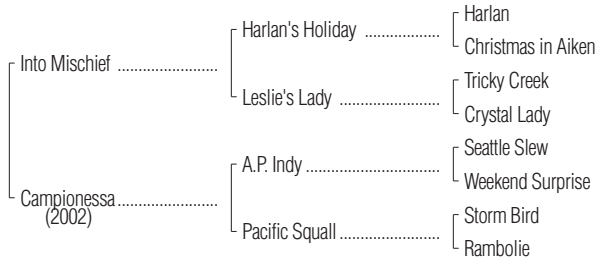 Harlan
Harlan's Holiday ..................
Christmas in Aiken
Into Mischief ........................
Tricky Creek
Leslie's Lady ........................
Crystal Lady
Seattle Slew
A.P. Indy ................................
Weekend Surprise
Campionessa ........................
(2002)
Storm Bird
Pacific Squall ........................
Rambolie